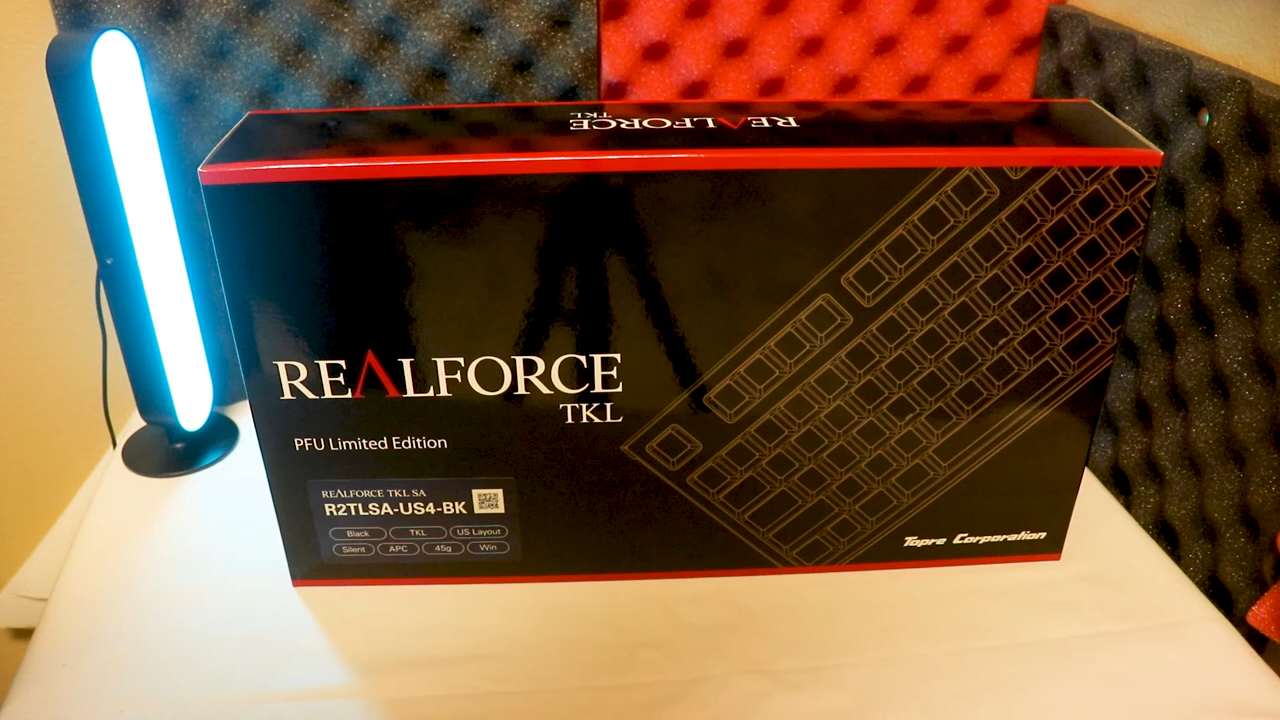 REALFORCE
TKL
REALFORCE
TKL
PFU Limited Edition
REALFORCE TKL SA
R2TLSA-US4-BK
Black TKL US Layout
Silent APC 45g Win
Topre Corporation